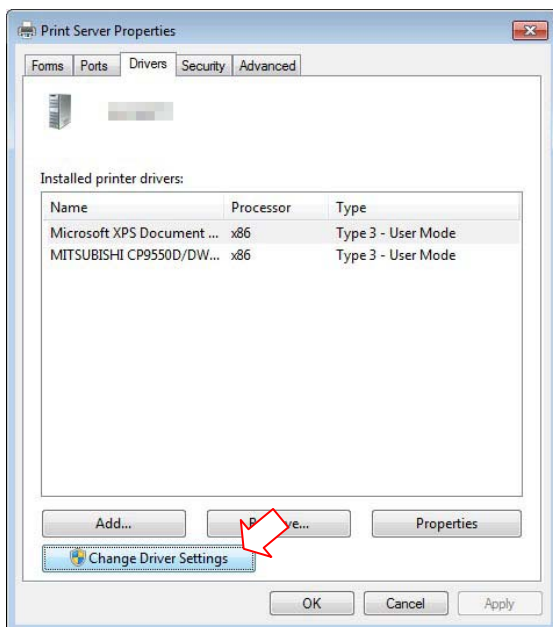 Print Server Properties
Forms Ports Drivers Security Advanced
Installed printer drivers:
Name Processor Type
Microsoft XPS Document ... x86 Type 3 - User Mode
MITSUBISHI CP9550D/DW... x86 Type 3 - User Mode
Add... Properties
Change Driver Settings
OK Cancel Apply